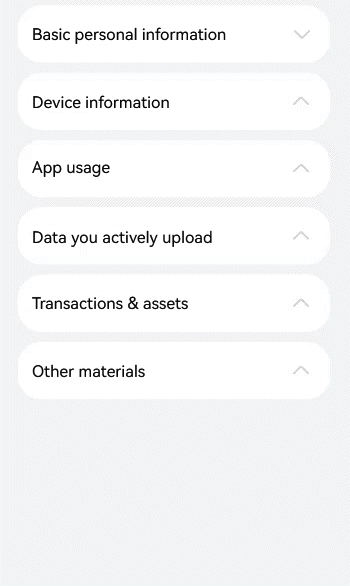 Basic personal information
Device information
App usage
Data you actively upload
Transactions & assets
Other materials